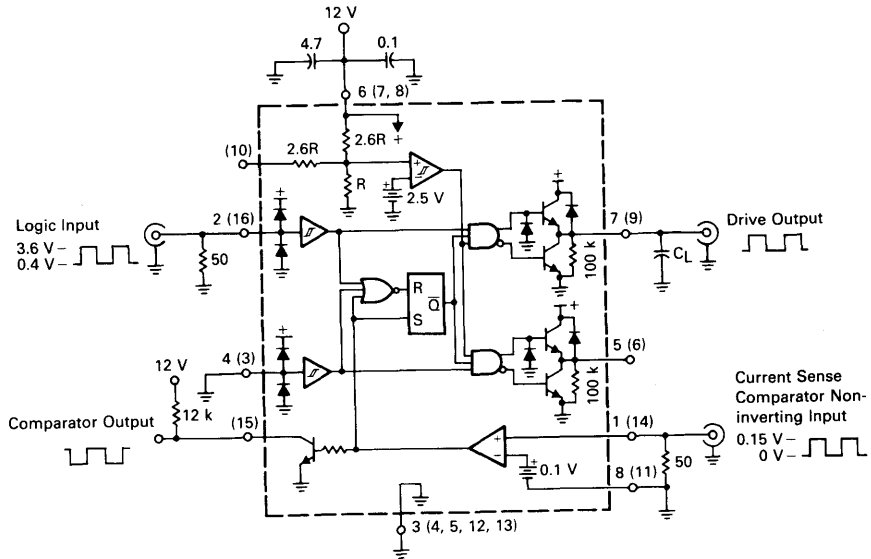 12 V
4.7
0.1
6 (7, 8)
2.6R
+
(10)
2.6R
R
+
−
2.5 V
+
Logic Input
3.6 V–
0.4 V–
2 (16)
50
+
7 (9)
Drive Output
100 k
CL
R
S
Q
+
4 (3)
+
5 (6)
100 k
12 V
12 k
Comparator Output
(15)
Current Sense
Comparator Non-
inverting Input
1 (14)
0.15 V–
0 V–
50
+
−
+
0.1 V
8 (11)
3 (4, 5, 12, 13)